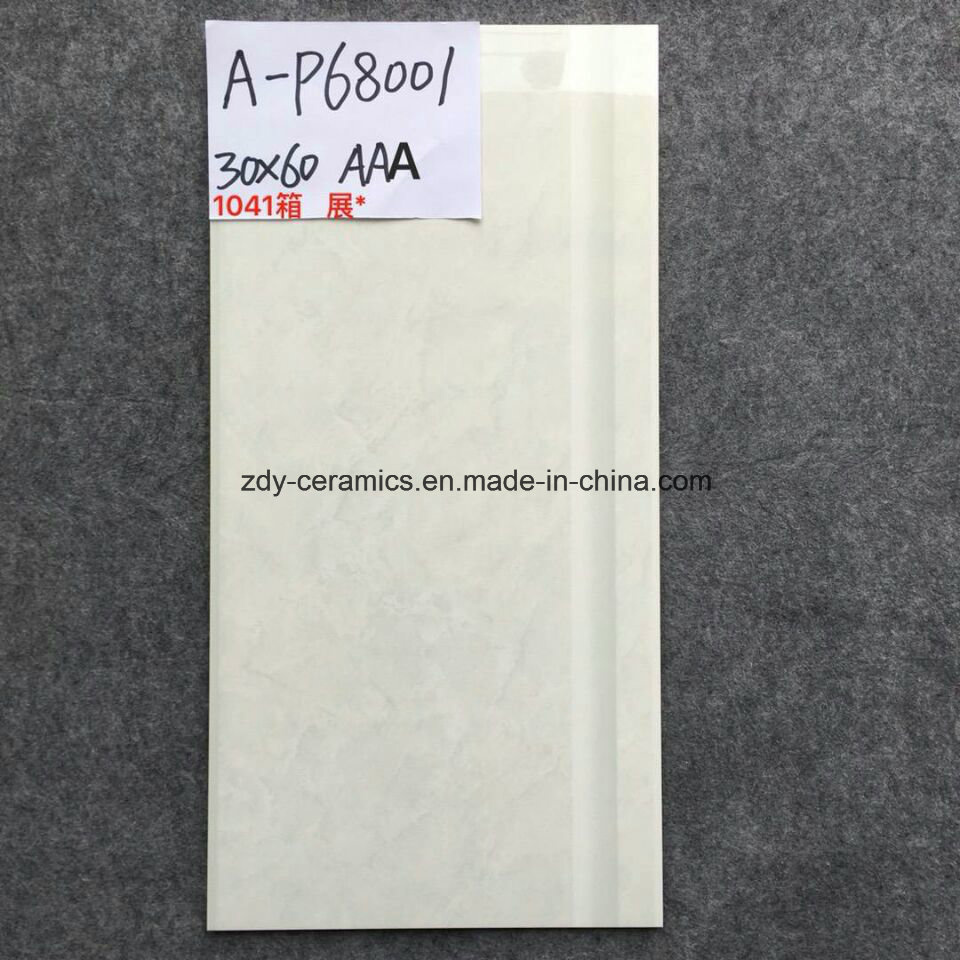 A-P68001
30X60 AAA
1041箱 展*
zdy-ceramics.en.made-in-china.com